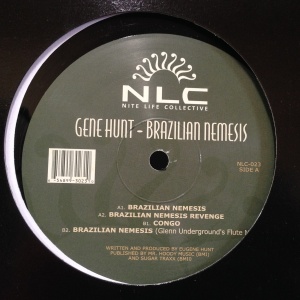 NLC
NITE LIFE COLLECTIVE
GENE HUNT - BRAZILIAN NEMESIS
NLC-023
SIDE A
A1. BRAZILIAN NEMESIS
A2. BRAZILIAN NEMESIS REVENGE
B1. CONGO
B2. BRAZILIAN NEMESIS (Glenn Underground's Flute
WRITTEN AND PRODUCED BY EUGENE HUNT
PUBLISHED BY MR. HOODY MUSIC (BMI)
AND SUGAR TRAXX (BMI)